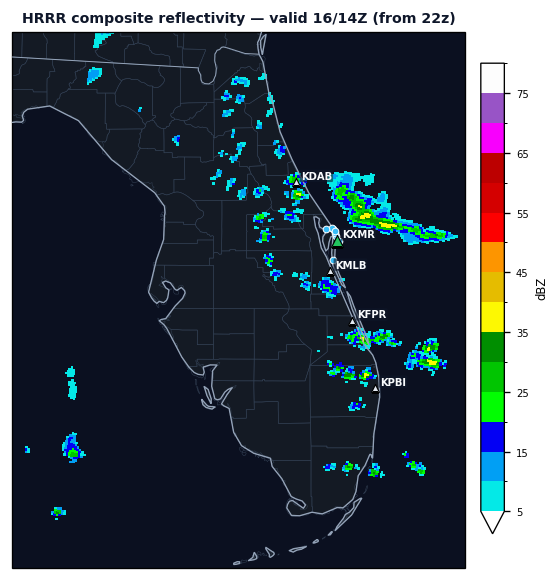 HRRR composite reflectivity — valid 16/14Z (from 22z)
KDAB
KXMR
KMLB
KFPR
KPBI
75
65
55
45
35
25
15
5
dBZ